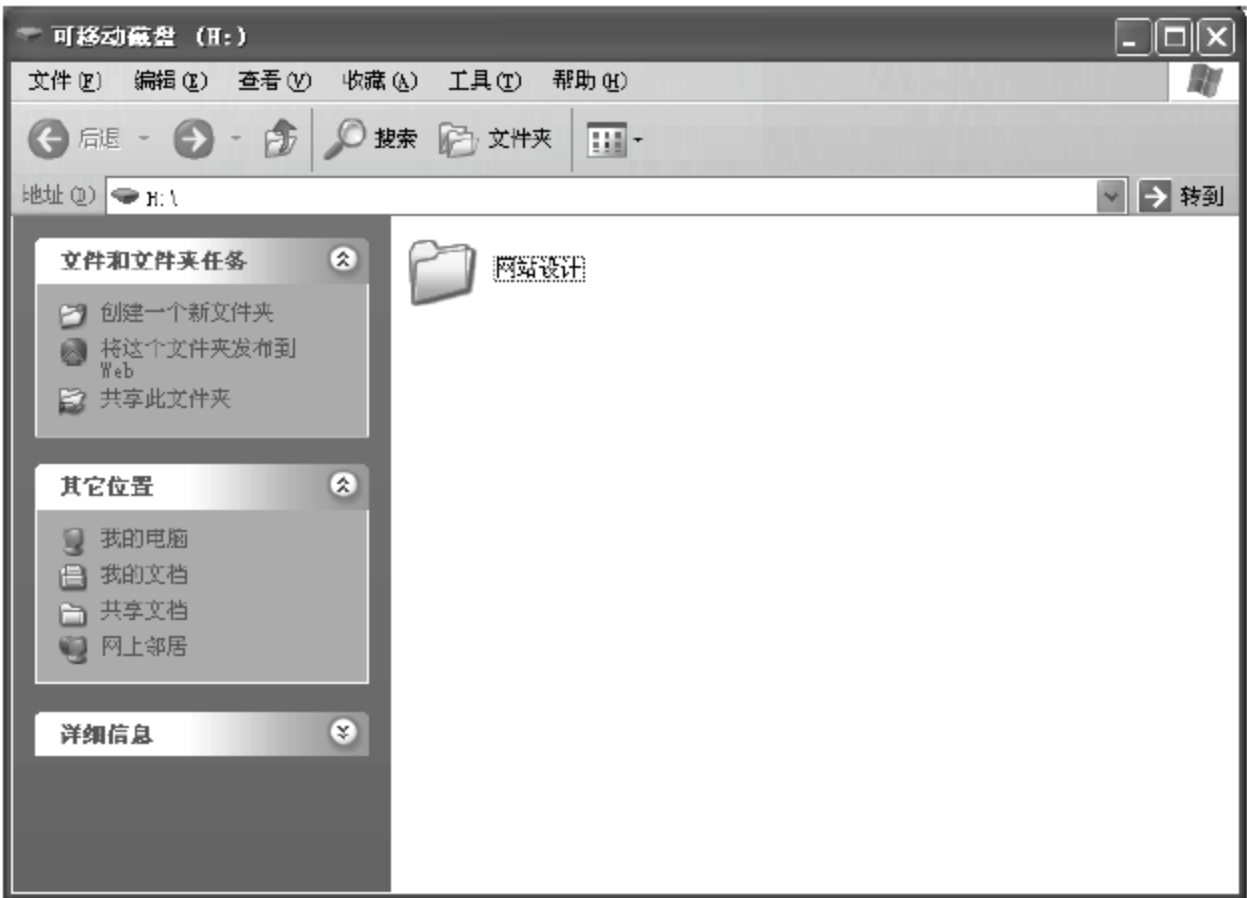 可移动磁盘 (H:)
文件(F) 编辑(E) 查看(V) 收藏(A) 工具(T) 帮助(H)
后退 搜索 文件夹
地址(D) H:\ 转到
文件和文件夹任务
创建一个新文件夹
将这个文件夹发布到
Web
共享此文件夹
其它位置
我的电脑
我的文档
共享文档
网上邻居
详细信息
网站设计